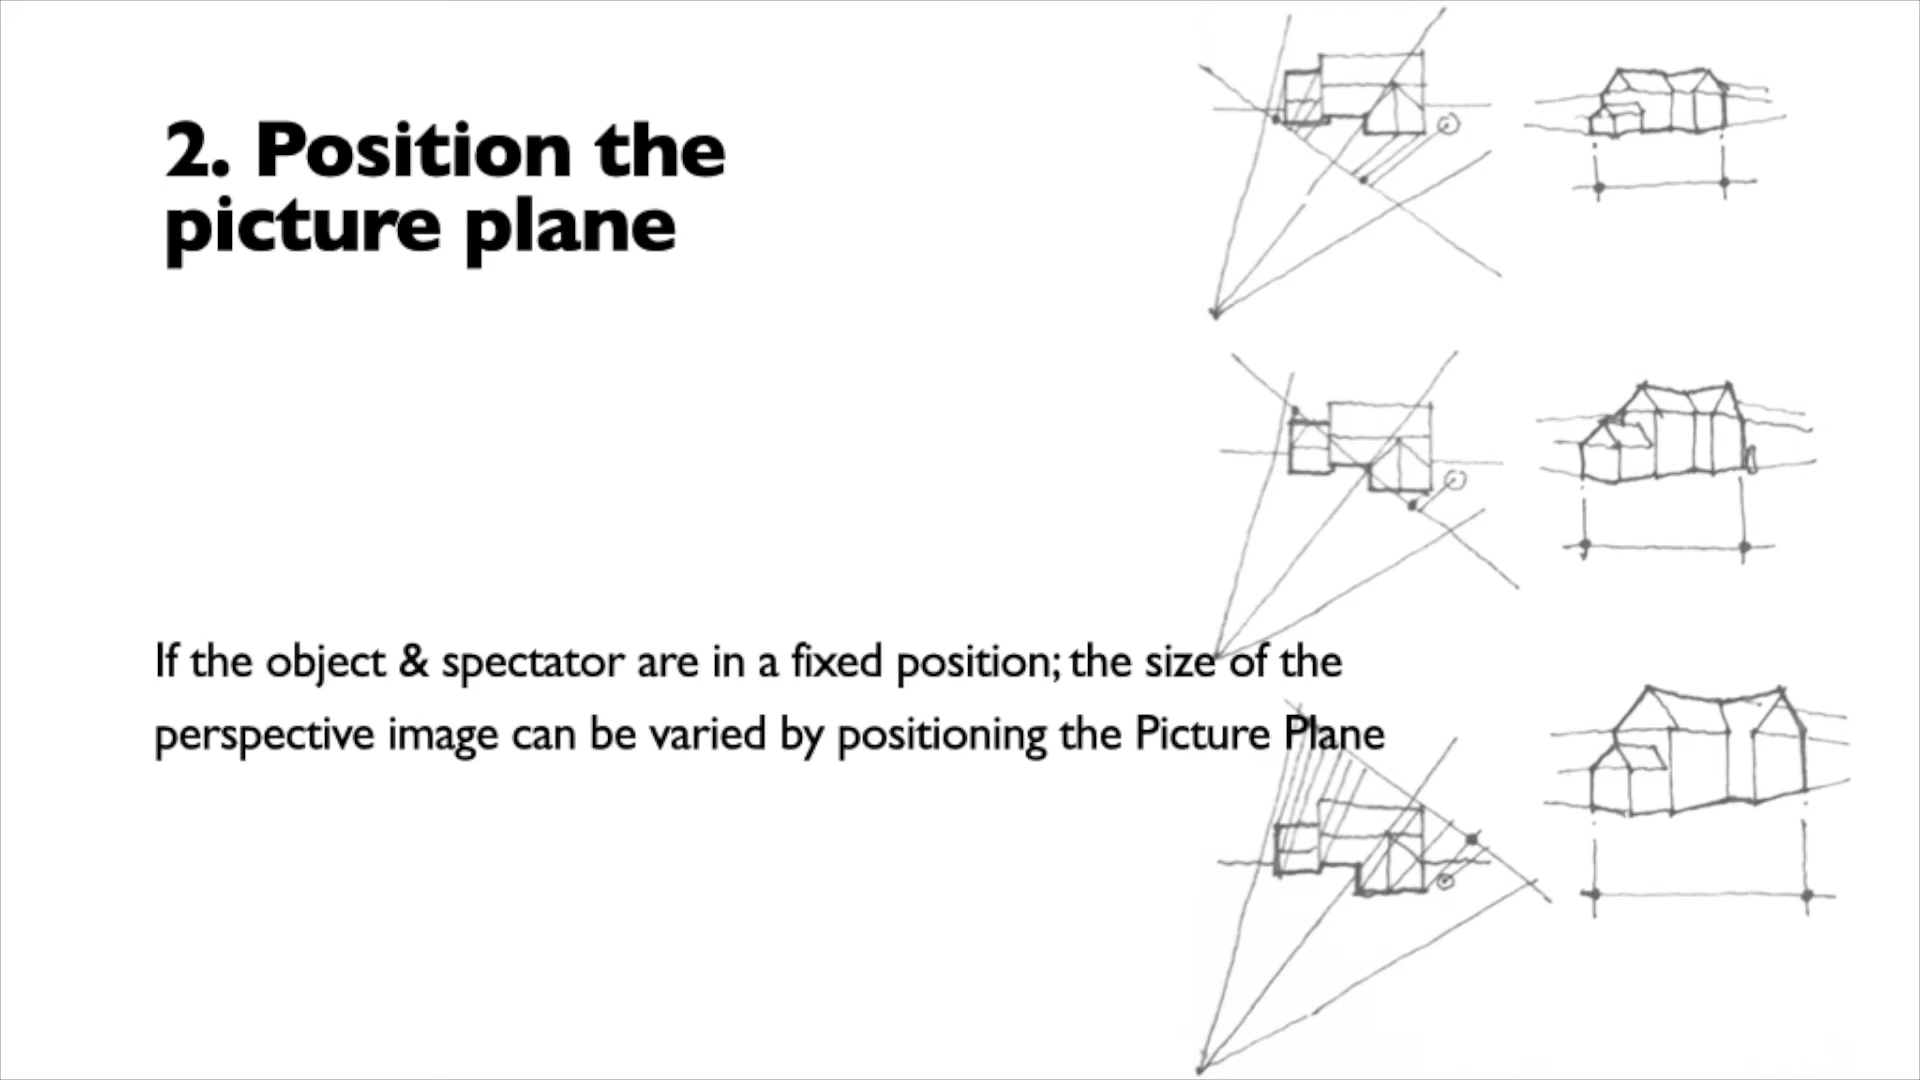 2. Position the
picture plane
If the object & spectator are in a fixed position; the size of the
perspective image can be varied by positioning the Picture Plane